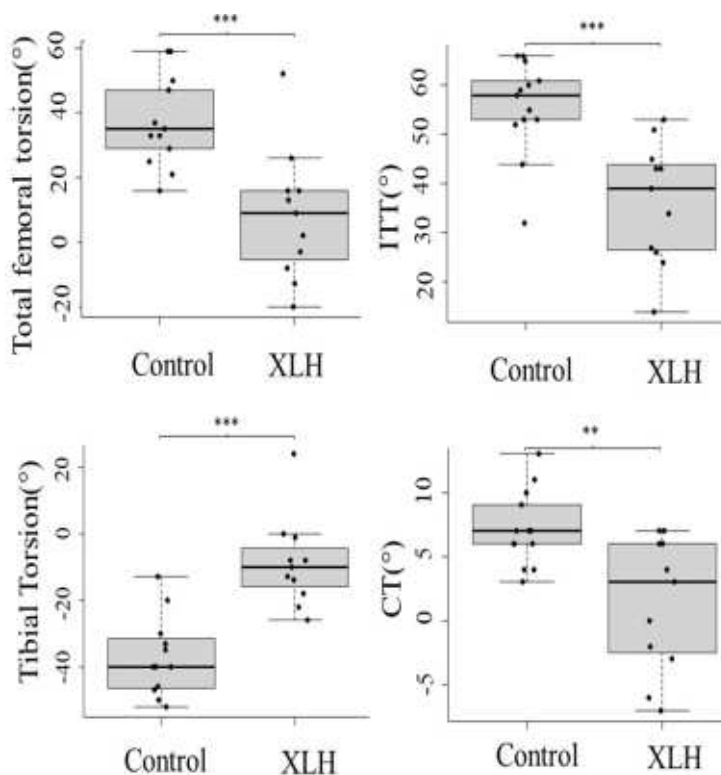 ***
Total femoral torsion(°)
60
40
20
0
-20
Control
XLH
***
ITT(°)
60
50
40
30
20
Control
XLH
***
Tibial Torsion(°)
20
0
-20
-40
Control
XLH
**
CT(°)
10
5
0
-5
Control
XLH